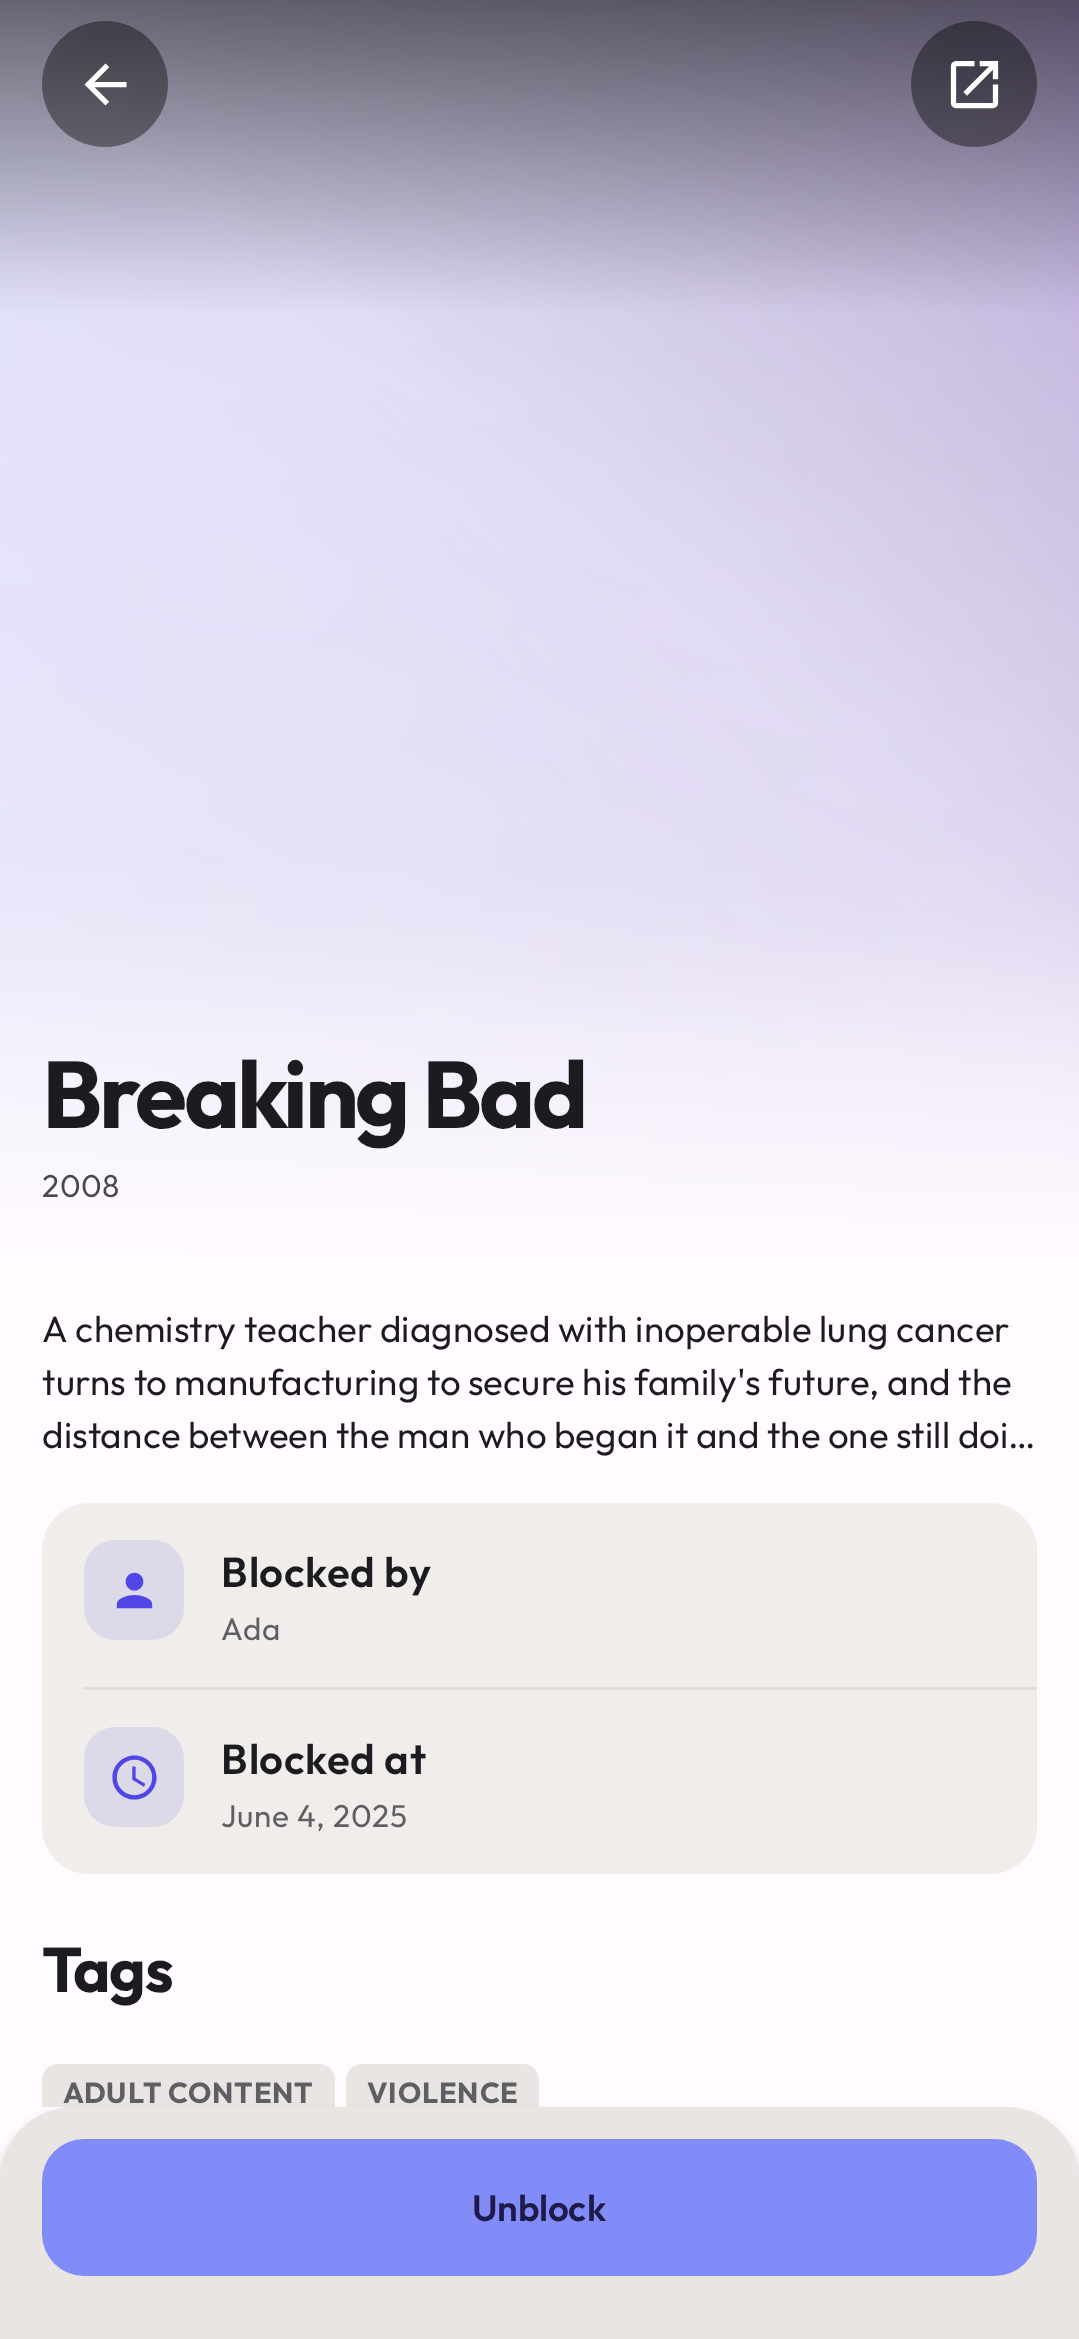 Breaking Bad
2008
A chemistry teacher diagnosed with inoperable lung cancer
turns to manufacturing to secure his family's future, and the
distance between the man who began it and the one still doi...
Blocked by
Ada
Blocked at
June 4, 2025
Tags
ADULT CONTENT
VIOLENCE
Unblock